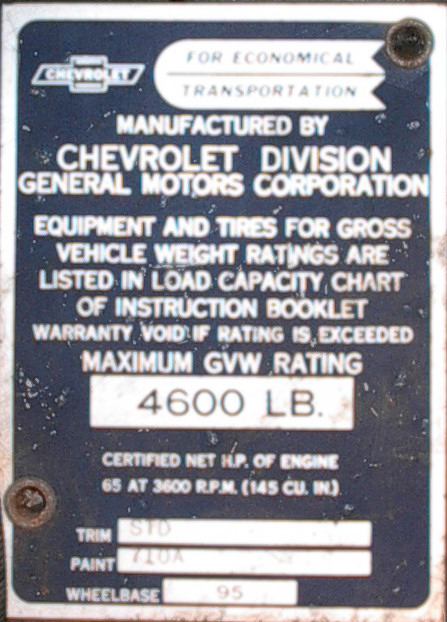 CHEVROLET
FOR ECONOMICAL
TRANSPORTATION
MANUFACTURED BY
CHEVROLET DIVISION
GENERAL MOTORS CORPORATION
EQUIPMENT AND TIRES FOR GROSS
VEHICLE WEIGHT RATINGS ARE
LISTED IN LOAD CAPACITY CHART
OF INSTRUCTION BOOKLET
WARRANTY VOID IF RATING IS EXCEEDED
MAXIMUM GVW RATING
4600 LB.
CERTIFIED NET H.P. OF ENGINE
65 AT 3600 R.P.M. (145 CU. IN.)
TRIM STD
PAINT 710A
WHEELBASE 95